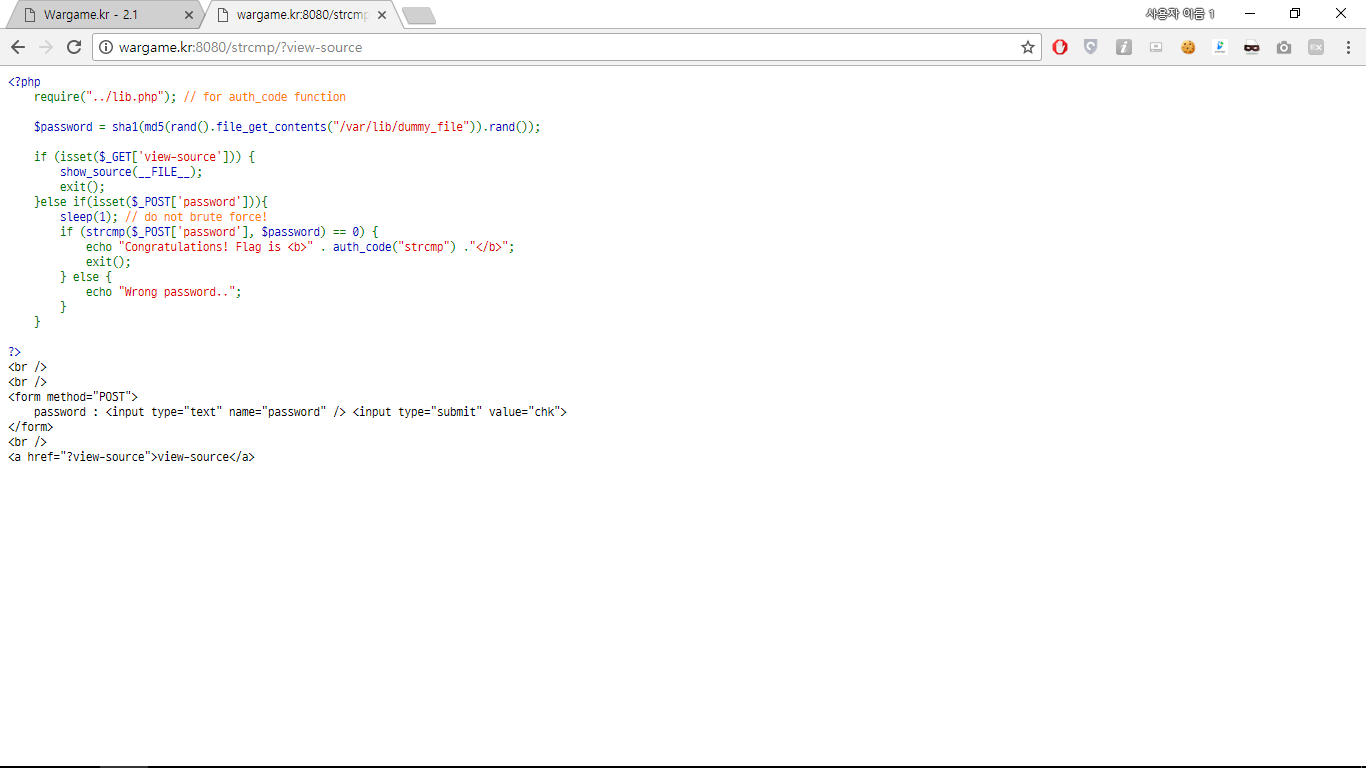 Wargame.kr - 2.1
wargame.kr:8080/strcmp
사용자 이름 1
wargame.kr:8080/strcmp/?view-source
<?php
    require("../lib.php"); // for auth_code function

    $password = sha1(md5(rand().file_get_contents("/var/lib/dummy_file")).rand());

    if (isset($_GET['view-source'])) {
        show_source(__FILE__);
        exit();
    }else if(isset($_POST['password'])){
        sleep(1); // do not brute force!
        if (strcmp($_POST['password'], $password) == 0) {
            echo "Congratulations! Flag is <b>" . auth_code("strcmp") ."</b>";
            exit();
        } else {
            echo "Wrong password..";
        }
    }

?>
<br />
<br />
<form method="POST">
    password : <input type="text" name="password" /> <input type="submit" value="chk">
</form>
<br />
<a href="?view-source">view-source</a>